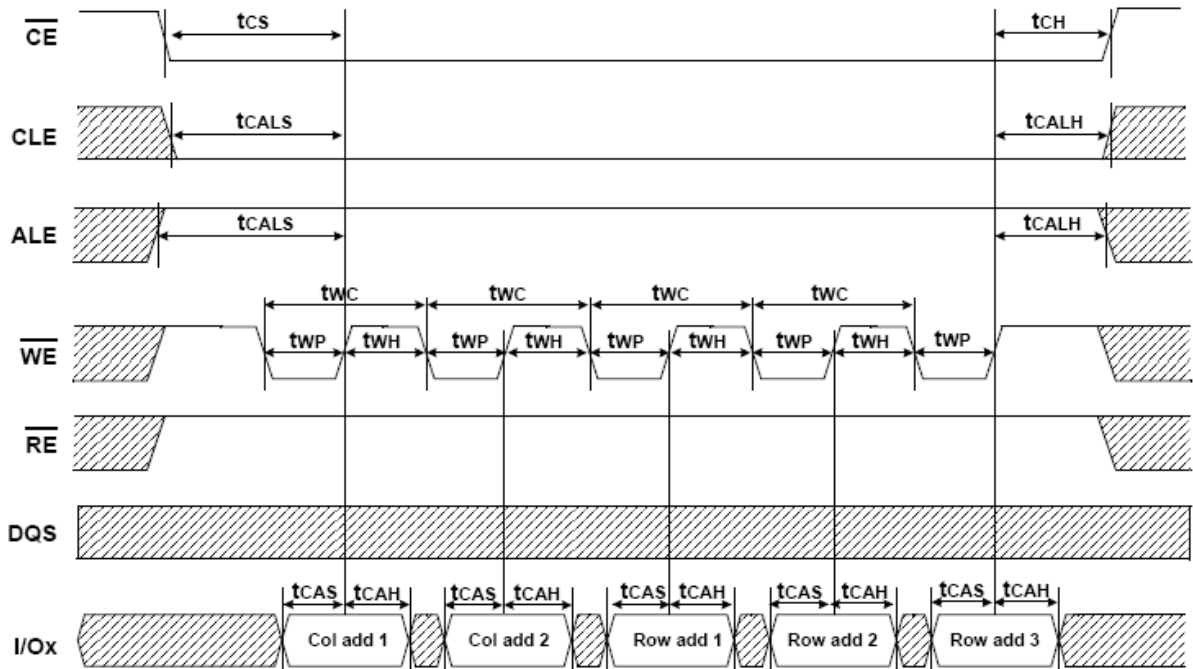 CE tCS tCH
CLE tCALS tCALH
ALE tCALS tCALH
tWC tWC tWC tWC
WE tWP tWH tWP tWH tWP tWH tWP tWH tWP
RE
DQS
tCAS tCAH tCAS tCAH tCAS tCAH tCAS tCAH tCAS tCAH
I/Ox Col add 1 Col add 2 Row add 1 Row add 2 Row add 3